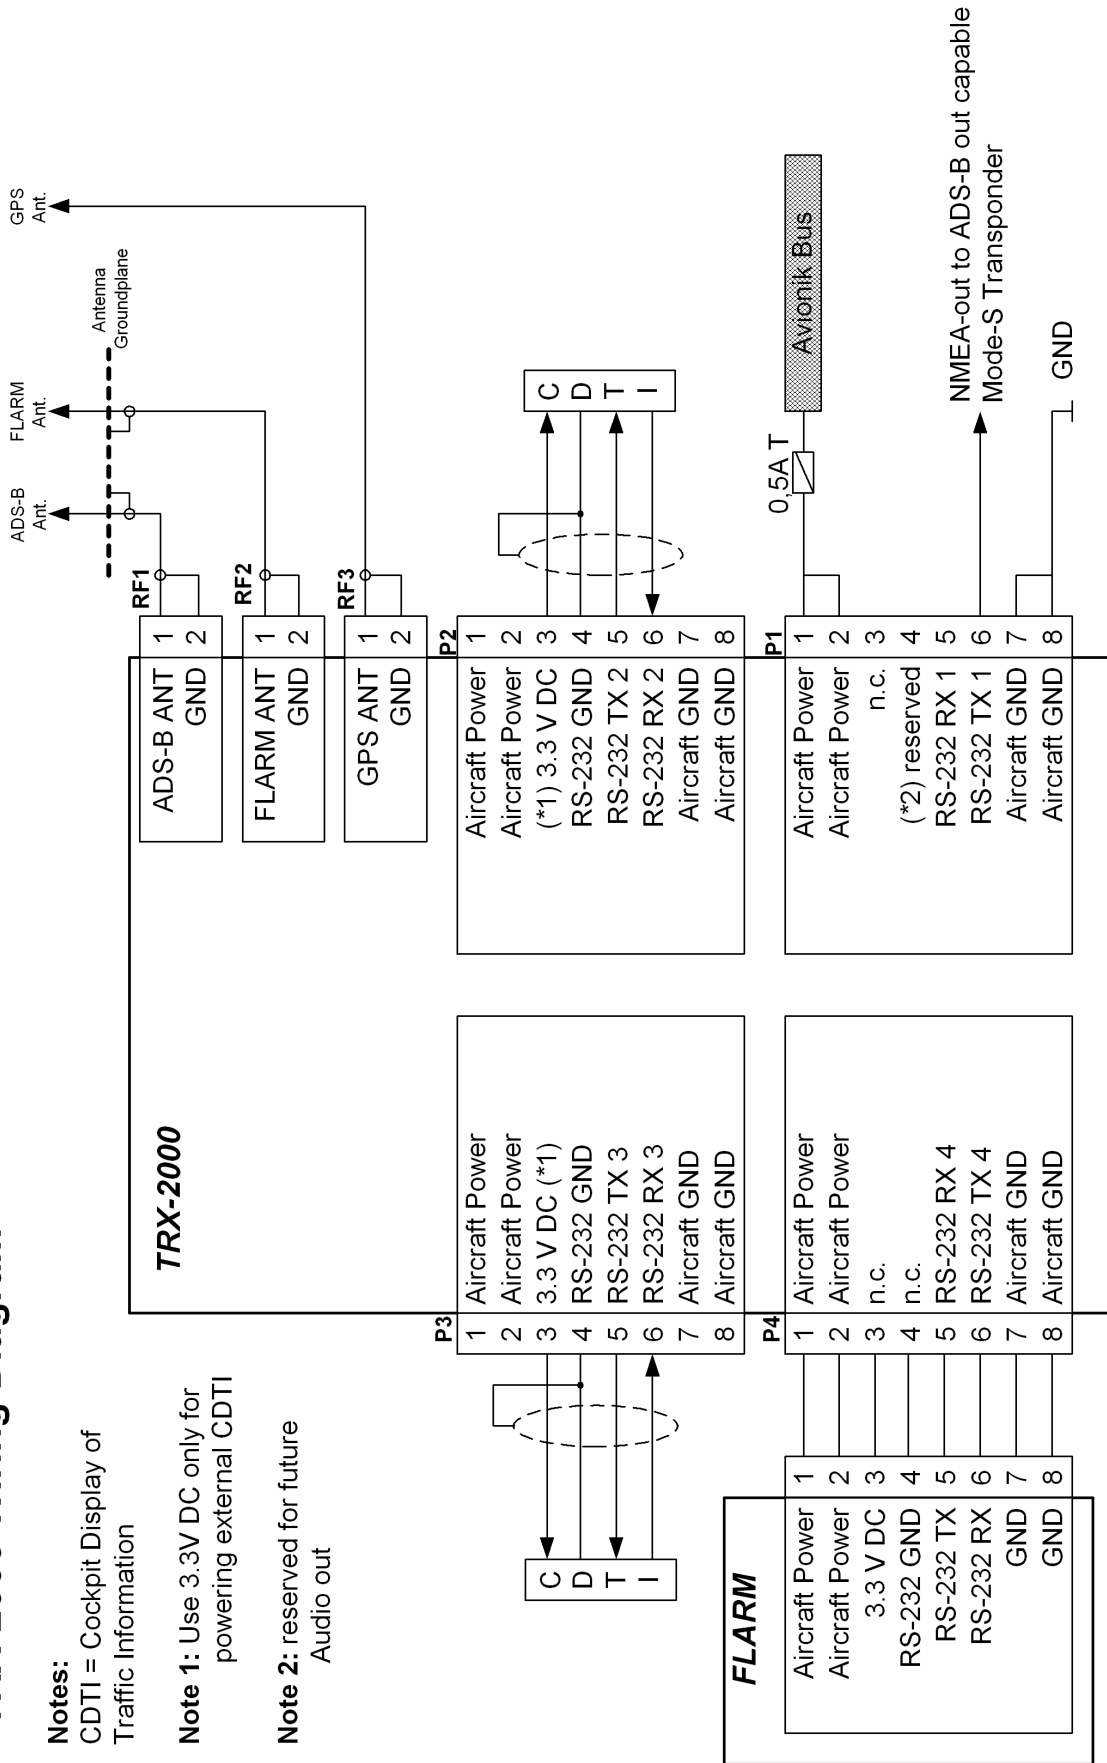 Notes:
CDTI = Cockpit Display of
Traffic Information
Note 1: Use 3.3V DC only for
powering external CDTI
Note 2: reserved for future
Audio out
TRX-2000
ADS-B
Ant.
FLARM
Ant.
GPS
Ant.
Antenna
Groundplane
RF1
ADS-B ANT 1
GND 2
RF2
FLARM ANT 1
GND 2
RF3
GPS ANT 1
GND 2
P3
1 Aircraft Power
2 Aircraft Power
3 3.3 V DC (*1)
4 RS-232 GND
5 RS-232 TX 3
6 RS-232 RX 3
7 Aircraft GND
8 Aircraft GND
C
D
T
I
P2
Aircraft Power 1
Aircraft Power 2
(*1) 3.3 V DC 3
RS-232 GND 4
RS-232 TX 2 5
RS-232 RX 2 6
Aircraft GND 7
Aircraft GND 8
C
D
T
I
FLARM
Aircraft Power 1
Aircraft Power 2
3.3 V DC 3
RS-232 GND 4
RS-232 TX 5
RS-232 RX 6
GND 7
GND 8
P4
1 Aircraft Power
2 Aircraft Power
3 n.c.
4 n.c.
5 RS-232 RX 4
6 RS-232 TX 4
7 Aircraft GND
8 Aircraft GND
P1
Aircraft Power 1
Aircraft Power 2
n.c. 3
(*2) reserved 4
RS-232 RX 1 5
RS-232 TX 1 6
Aircraft GND 7
Aircraft GND 8
0,5A T
Avionik Bus
NMEA-out to ADS-B out capable
Mode-S Transponder
GND